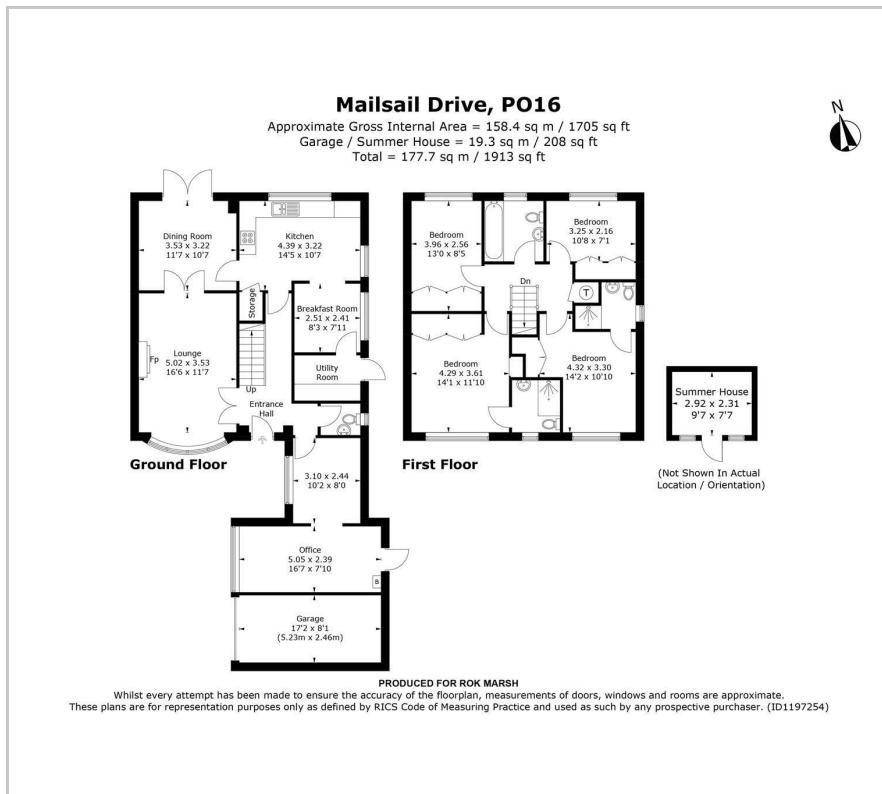 Mailsail Drive, PO16
Approximate Gross Internal Area = 158.4 sq m / 1705 sq ft
Garage / Summer House = 19.3 sq m / 208 sq ft
Total = 177.7 sq m / 1913 sq ft
N
Dining Room
3.53 x 3.22
11'7 x 10'7
Kitchen
4.39 x 3.22
14'5 x 10'7
Storage
Breakfast Room
2.51 x 2.41
8'3 x 7'11
Lounge
5.02 x 3.53
16'6 x 11'7
Fp
Utility
Room
Up
Entrance
Hall
Ground Floor
3.10 x 2.44
10'2 x 8'0
Office
5.05 x 2.39
16'7 x 7'10
B
Garage
17'2 x 8'1
(5.23m x 2.46m)
Bedroom
3.96 x 2.56
13'0 x 8'5
Bedroom
3.25 x 2.16
10'8 x 7'1
Dn
T
Bedroom
4.29 x 3.61
14'1 x 11'10
Bedroom
4.32 x 3.30
14'2 x 10'10
First Floor
Summer House
2.92 x 2.31
9'7 x 7'7
(Not Shown In Actual
Location / Orientation)
PRODUCED FOR ROK MARSH
Whilst every attempt has been made to ensure the accuracy of the floorplan, measurements of doors, windows and rooms are approximate.
These plans are for representation purposes only as defined by RICS Code of Measuring Practice and used as such by any prospective purchaser. (ID1197254)